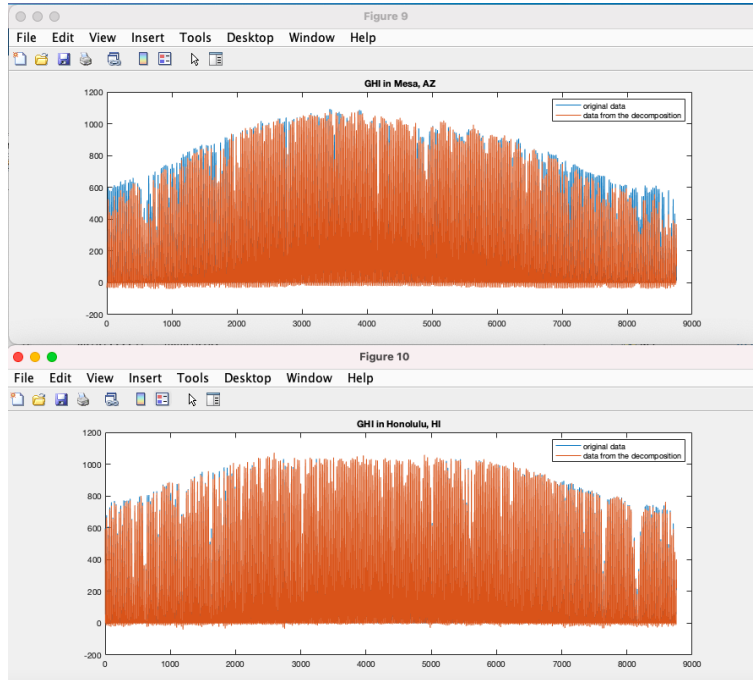 Figure 9
File Edit View Insert Tools Desktop Window Help
GHI in Mesa, AZ
1200
1000
800
600
400
200
0
-200
0 1000 2000 3000 4000 5000 6000 7000 8000 9000
original data
data from the decomposition
Figure 10
File Edit View Insert Tools Desktop Window Help
GHI in Honolulu, HI
1200
1000
800
600
400
200
0
-200
0 1000 2000 3000 4000 5000 6000 7000 8000 9000
original data
data from the decomposition